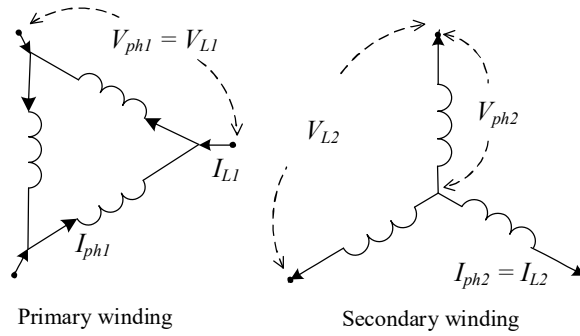 V_ph1 = V_L1
I_L1
I_ph1
Primary winding
V_L2
V_ph2
I_ph2 = I_L2
Secondary winding